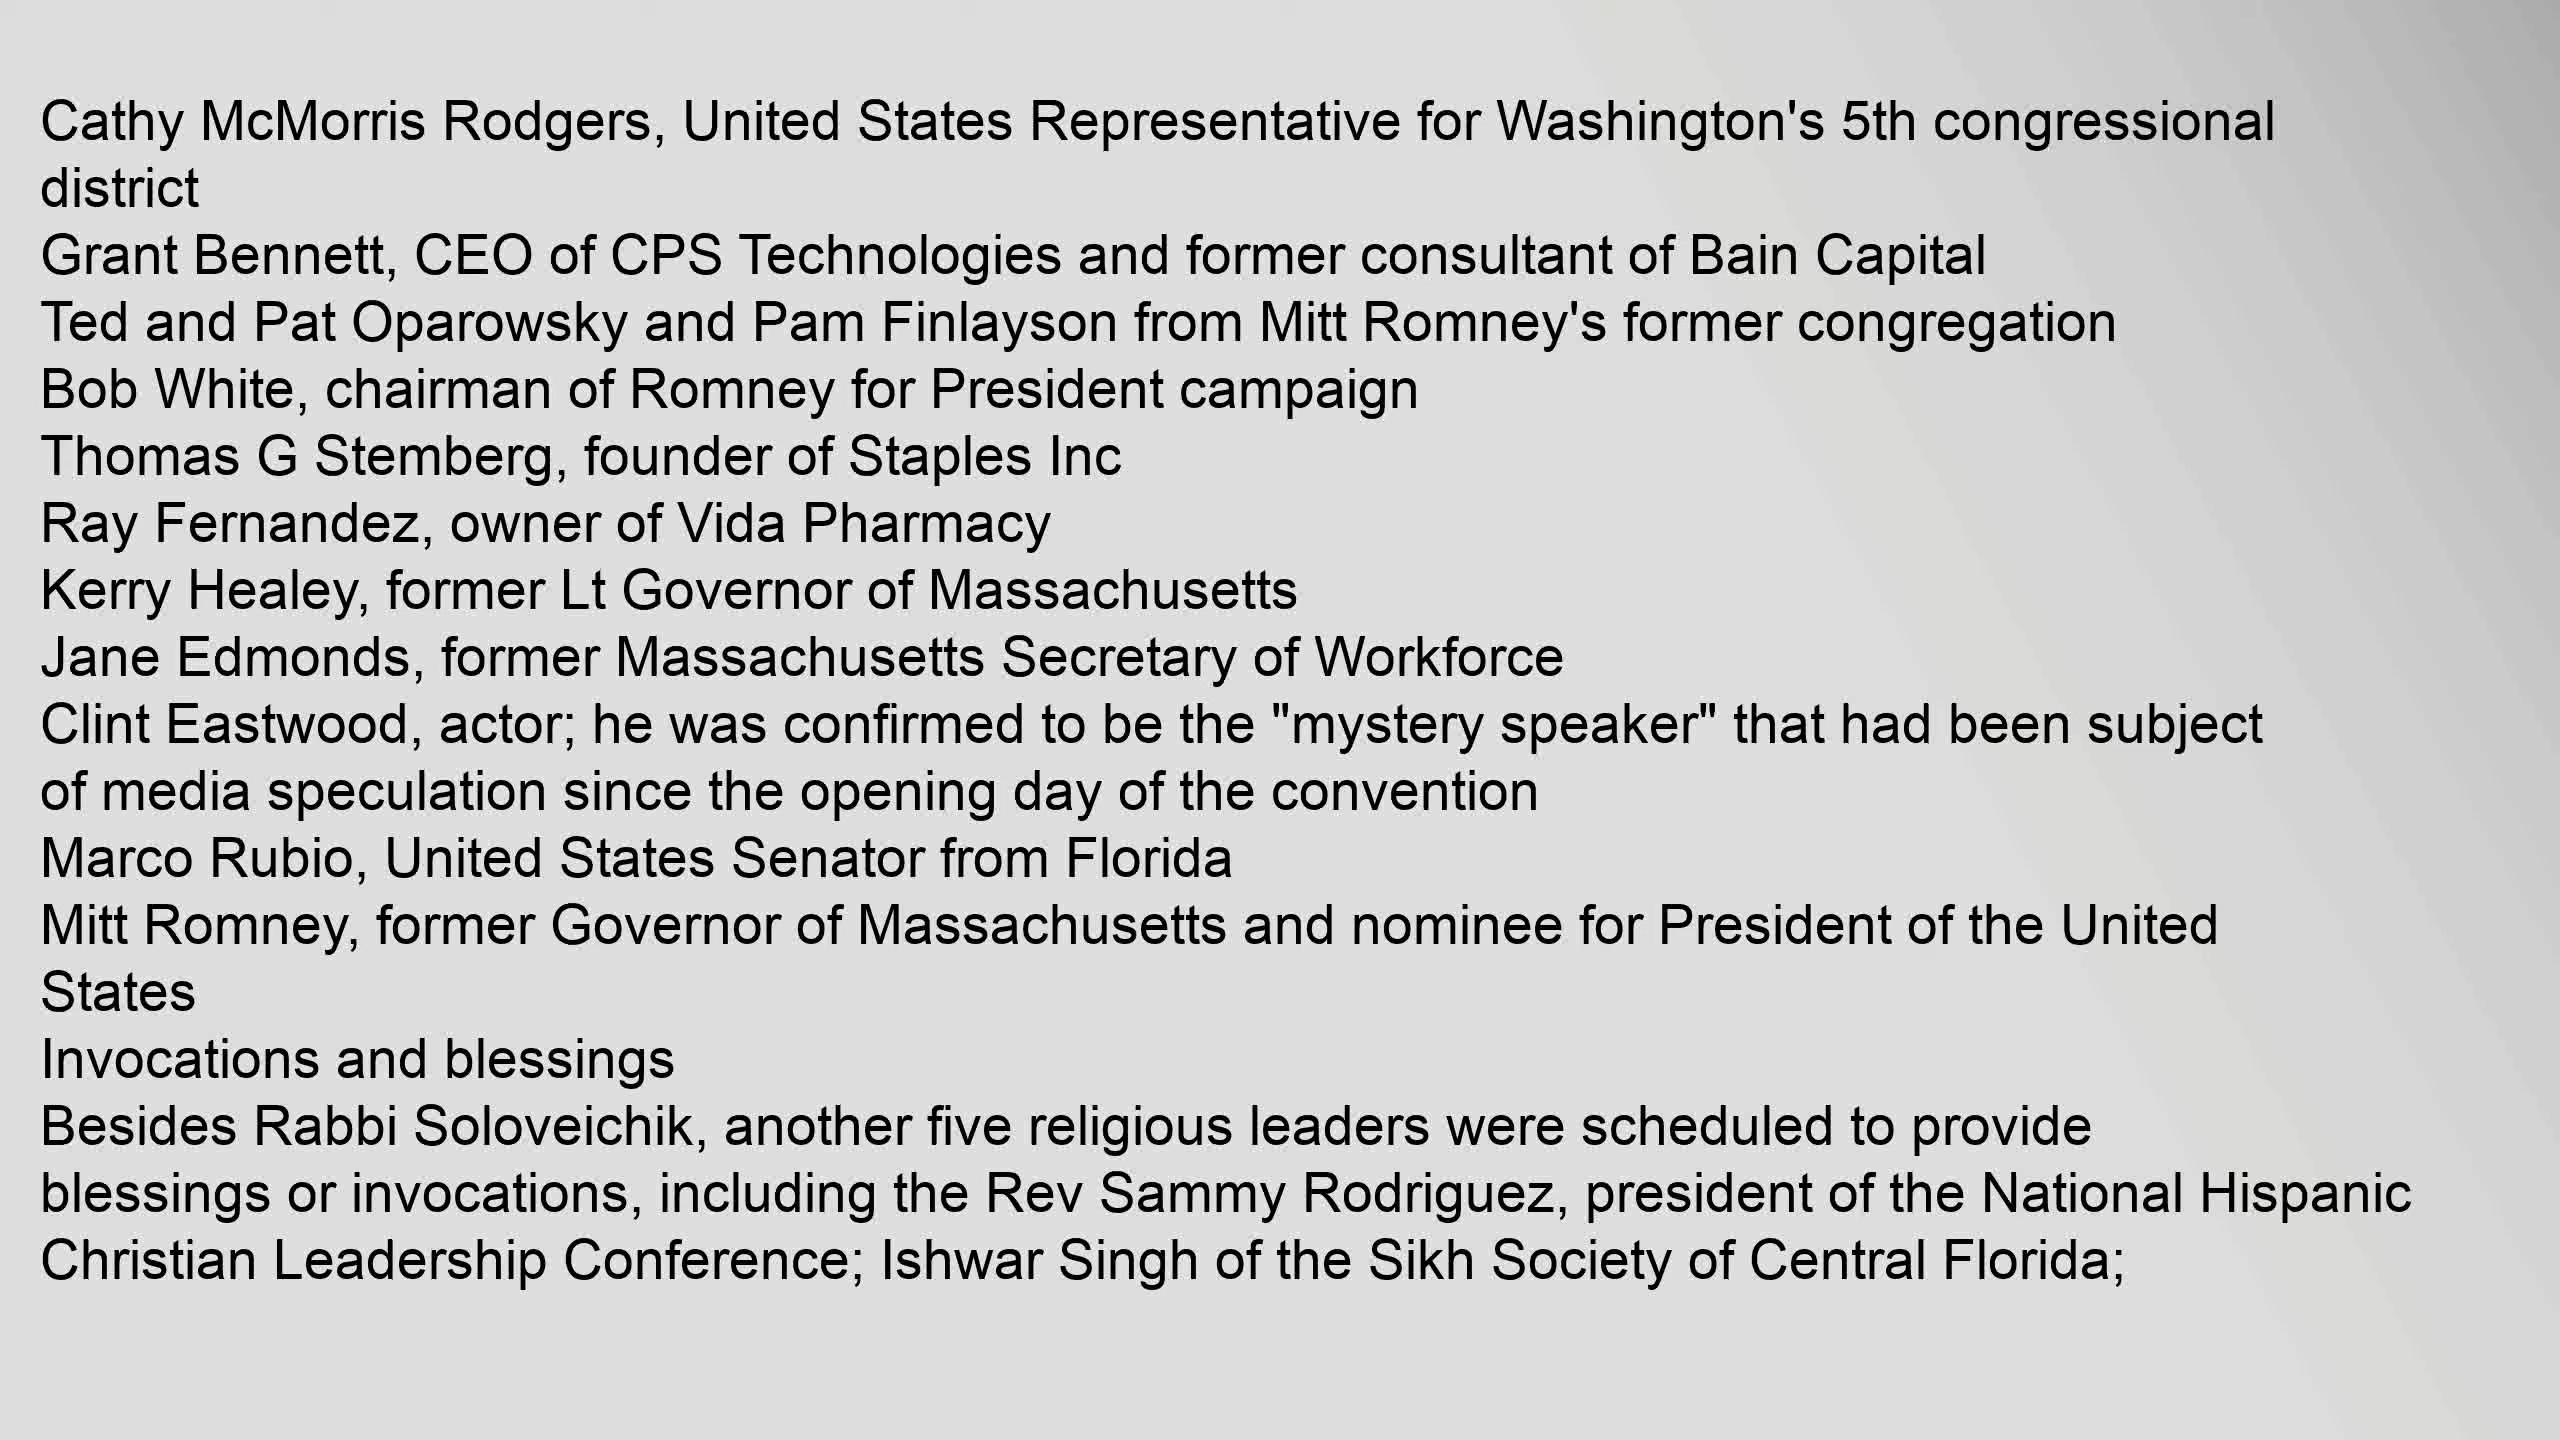 Cathy McMorris Rodgers, United States Representative for Washington's 5th congressional
district
Grant Bennett, CEO of CPS Technologies and former consultant of Bain Capital
Ted and Pat Oparowsky and Pam Finlayson from Mitt Romney's former congregation
Bob White, chairman of Romney for President campaign
Thomas G Stemberg, founder of Staples Inc
Ray Fernandez, owner of Vida Pharmacy
Kerry Healey, former Lt Governor of Massachusetts
Jane Edmonds, former Massachusetts Secretary of Workforce
Clint Eastwood, actor; he was confirmed to be the "mystery speaker" that had been subject
of media speculation since the opening day of the convention
Marco Rubio, United States Senator from Florida
Mitt Romney, former Governor of Massachusetts and nominee for President of the United
States
Invocations and blessings
Besides Rabbi Soloveichik, another five religious leaders were scheduled to provide
blessings or invocations, including the Rev Sammy Rodriguez, president of the National Hispanic
Christian Leadership Conference; Ishwar Singh of the Sikh Society of Central Florida;